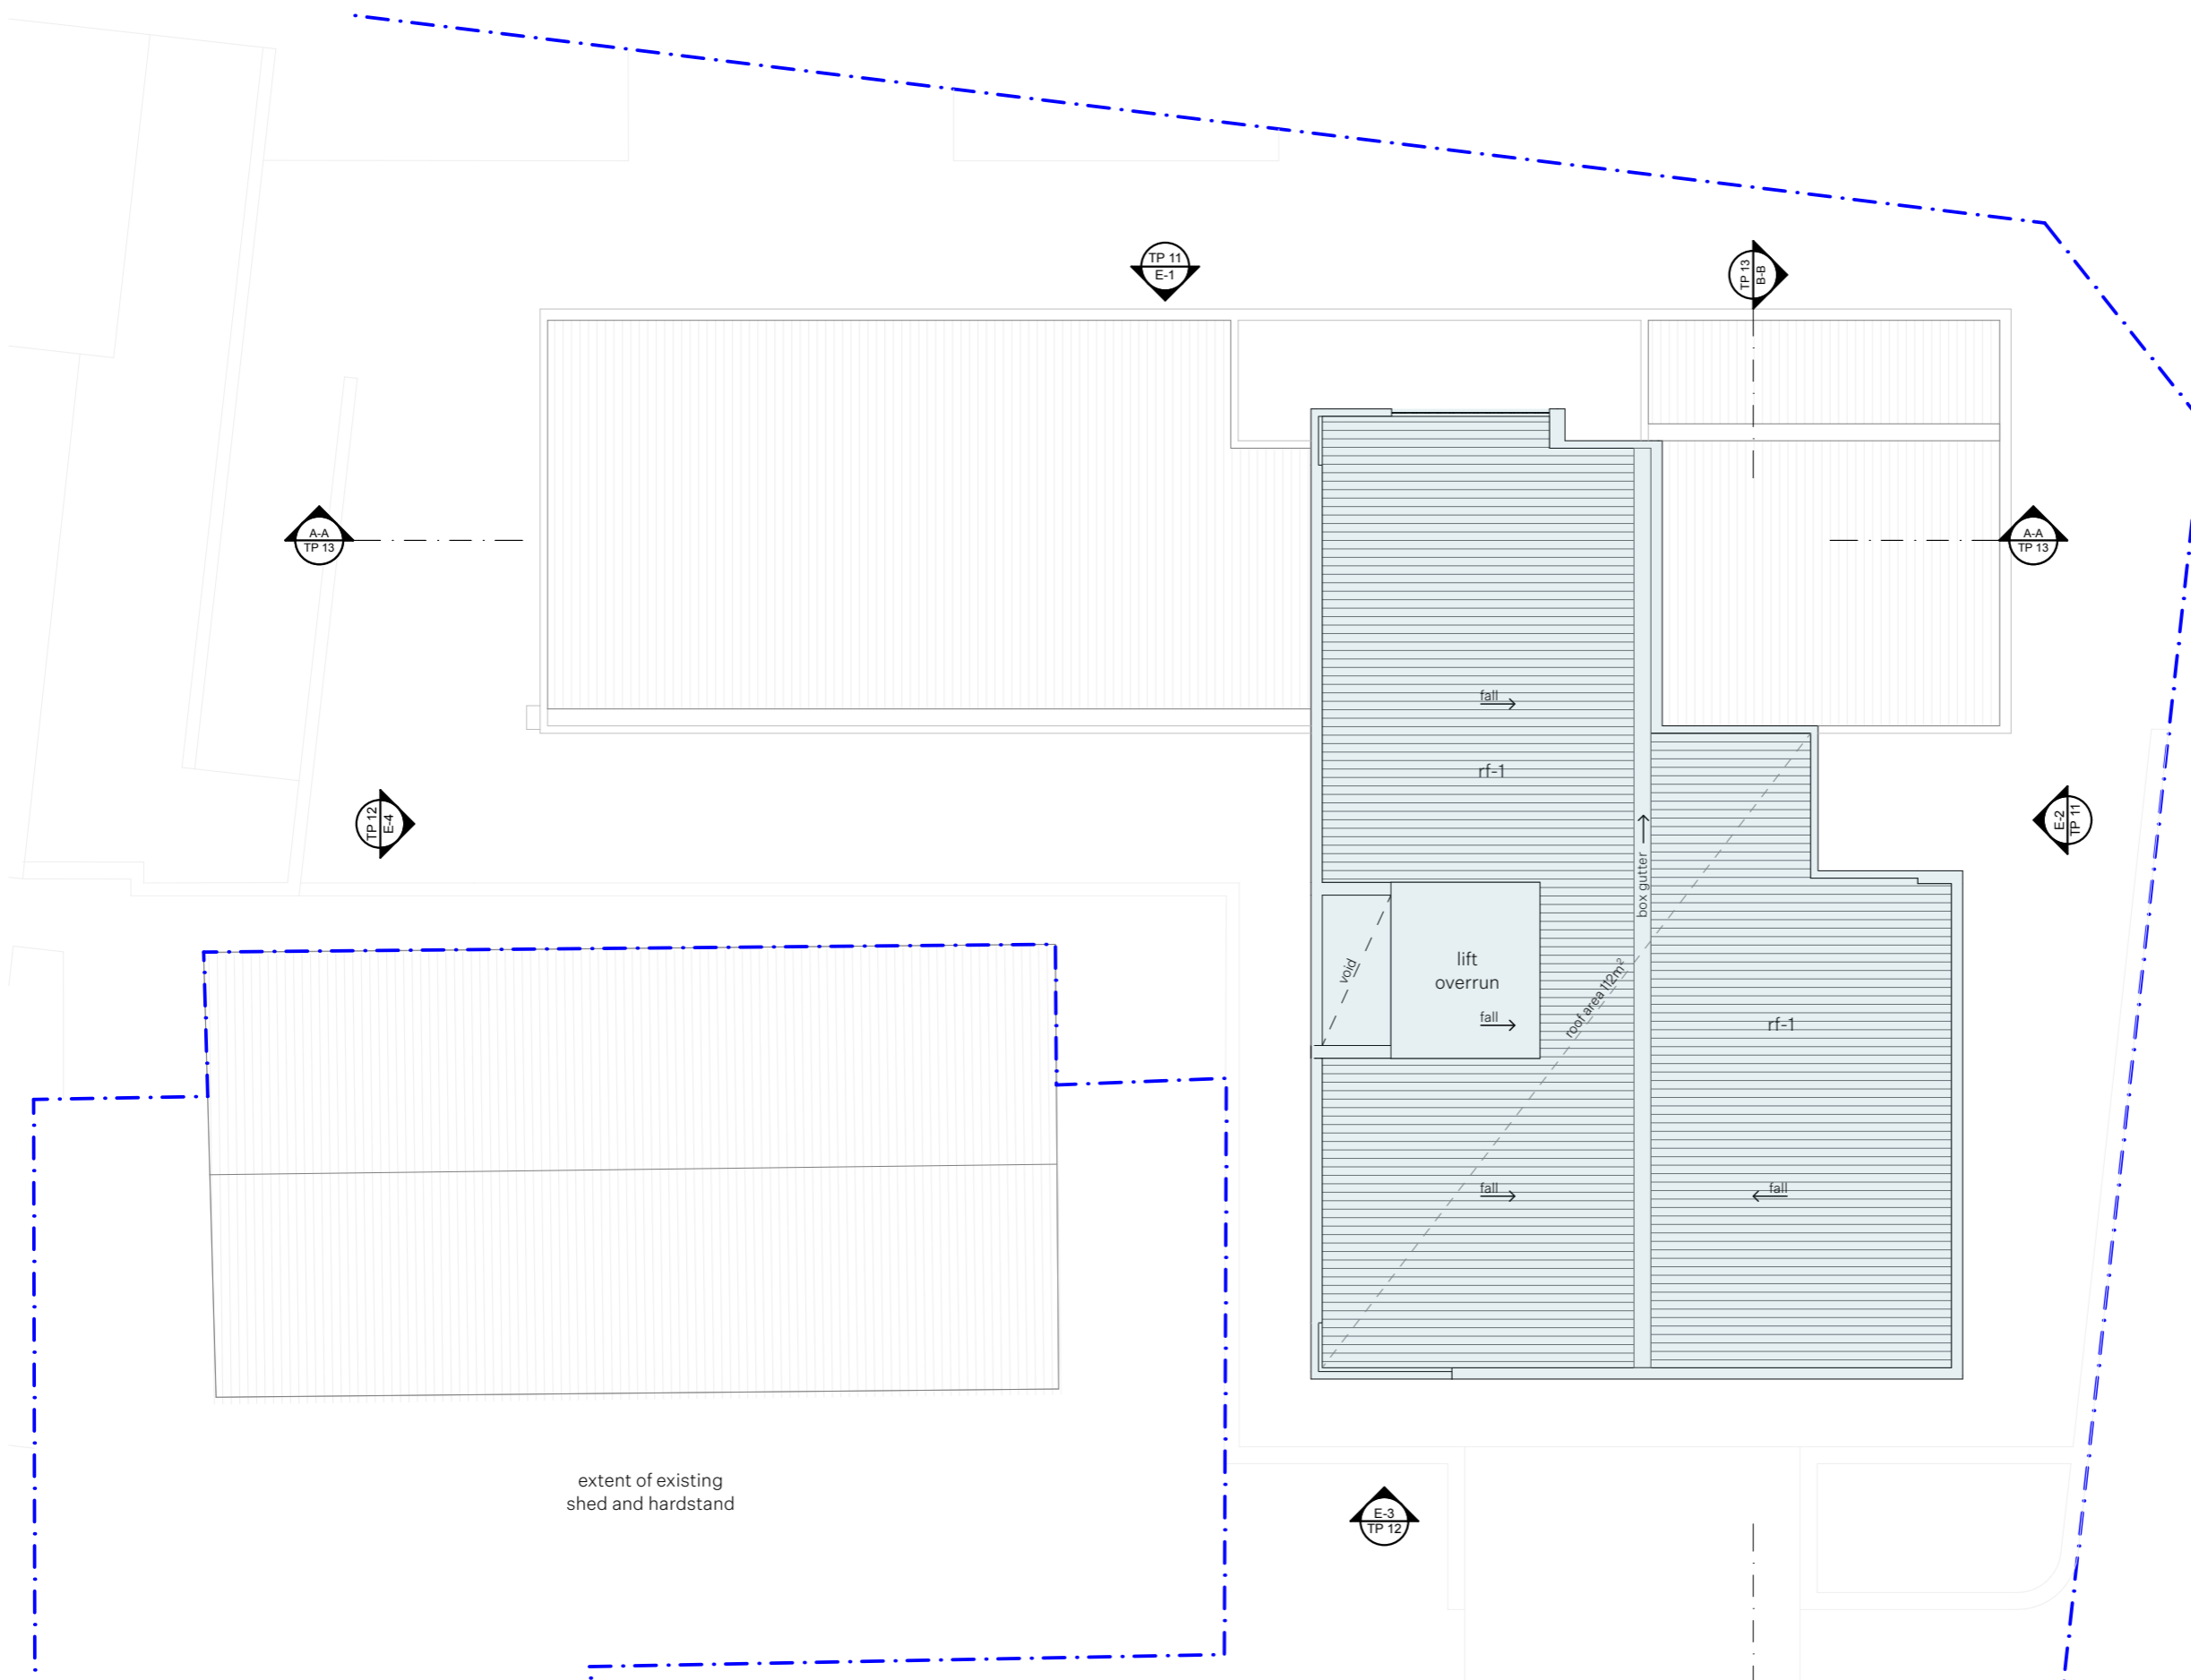 TP 11
E-1
TP 13
B-B
A-A
TP 13
A-A
TP 13
fall
rf-1
TP 12
E-4
E-2
TP 11
box gutter
void
lift
overrun
roof area 112m²
fall
rf-1
fall
fall
extent of existing
shed and hardstand
E-3
TP 12